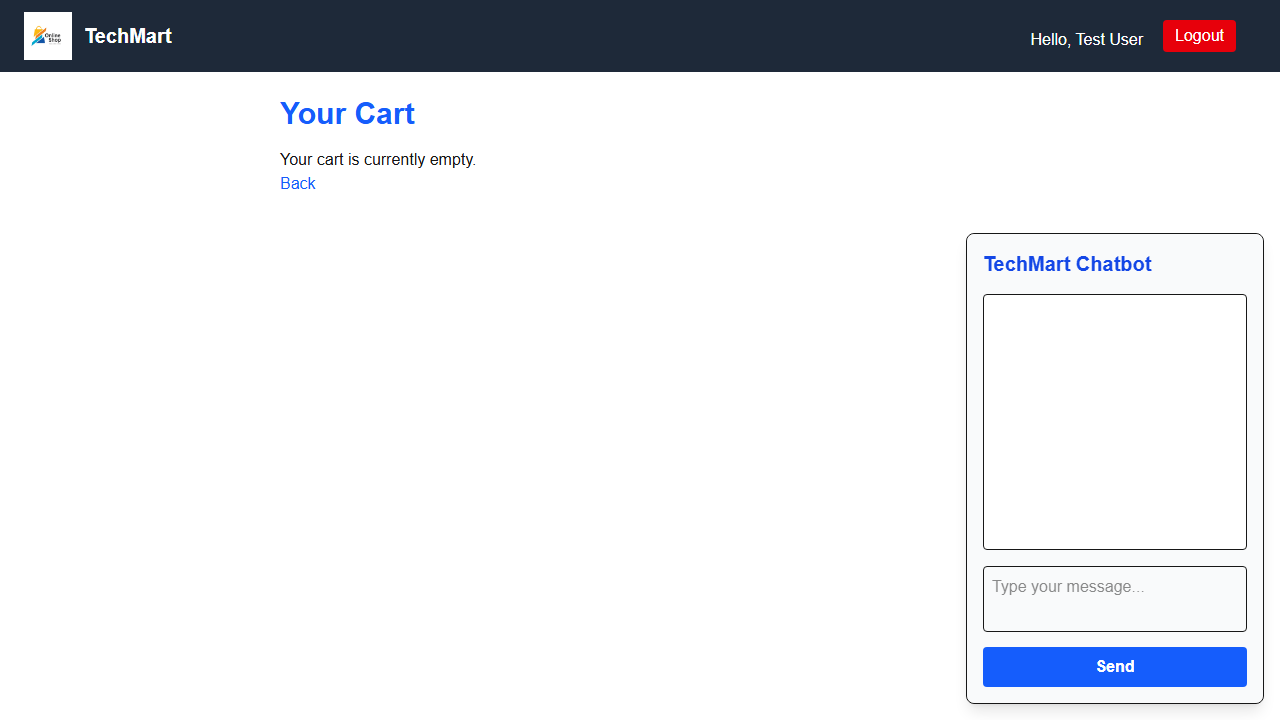 Online
Shop
TechMart
Hello, Test User
Logout
Your Cart
Your cart is currently empty.
Back
TechMart Chatbot
Type your message...
Send